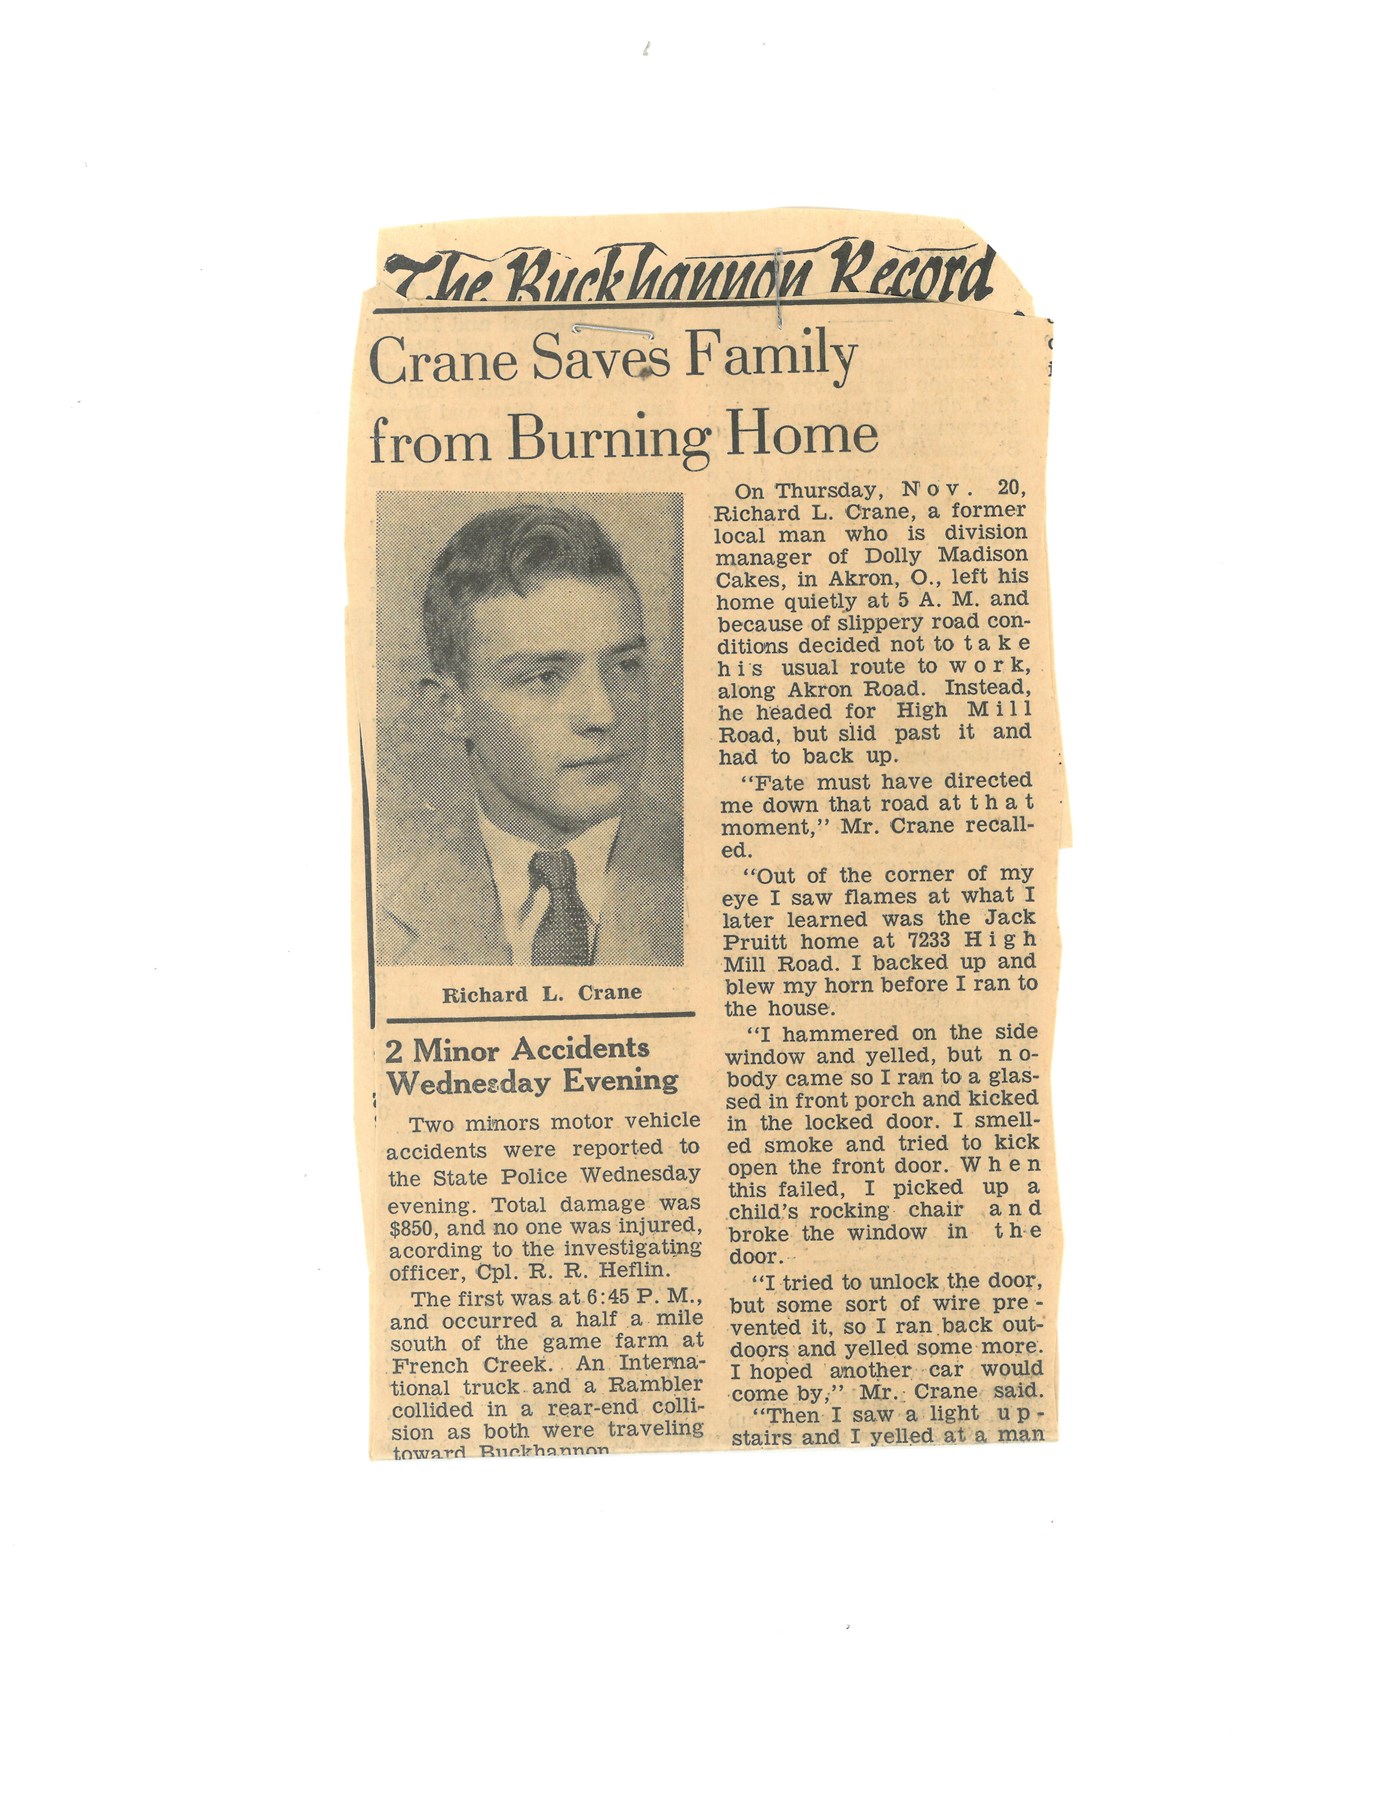 The Buckhannon Record
Crane Saves Family
from Burning Home
Richard L. Crane
2 Minor Accidents
Wednesday Evening
Two minors motor vehicle
accidents were reported to
the State Police Wednesday
evening. Total damage was
$850, and no one was injured,
acording to the investigating
officer, Cpl. R. R. Heflin.
The first was at 6:45 P. M.,
and occurred a half a mile
south of the game farm at
French Creek. An Interna-
tional truck and a Rambler
collided in a rear-end colli-
sion as both were traveling
toward Buckhannon
On Thursday, Nov. 20,
Richard L. Crane, a former
local man who is division
manager of Dolly Madison
Cakes, in Akron, O., left his
home quietly at 5 A. M. and
because of slippery road con-
ditions decided not to take
his usual route to work,
along Akron Road. Instead,
he headed for High Mill
Road, but slid past it and
had to back up.
“Fate must have directed
me down that road at that
moment,” Mr. Crane recall-
ed.
“Out of the corner of my
eye I saw flames at what I
later learned was the Jack
Pruitt home at 7233 High
Mill Road. I backed up and
blew my horn before I ran to
the house.
“I hammered on the side
window and yelled, but no-
body came so I ran to a glas-
sed in front porch and kicked
in the locked door. I smell-
ed smoke and tried to kick
open the front door. When
this failed, I picked up a
child’s rocking chair and
broke the window in the
door.
“I tried to unlock the door,
but some sort of wire pre-
vented it, so I ran back out-
doors and yelled some more.
I hoped another car would
come by,” Mr. Crane said.
“Then I saw a light up-
stairs and I yelled at a man